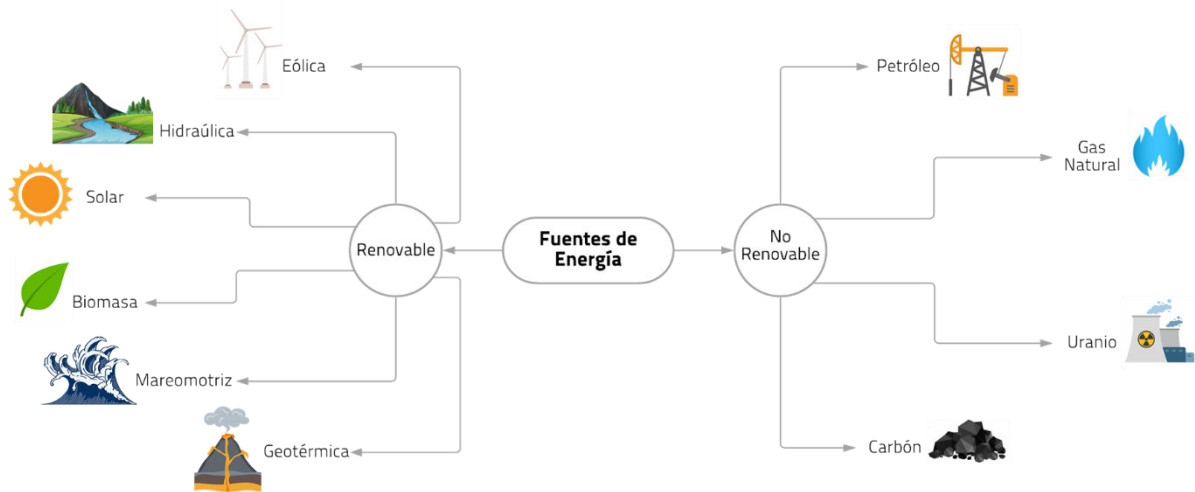 Eólica
Hidraúlica
Solar
Biomasa
Mareomotriz
Geotérmica
Renovable
Fuentes de
Energía
No
Renovable
Petróleo
Gas
Natural
Uranio
Carbón